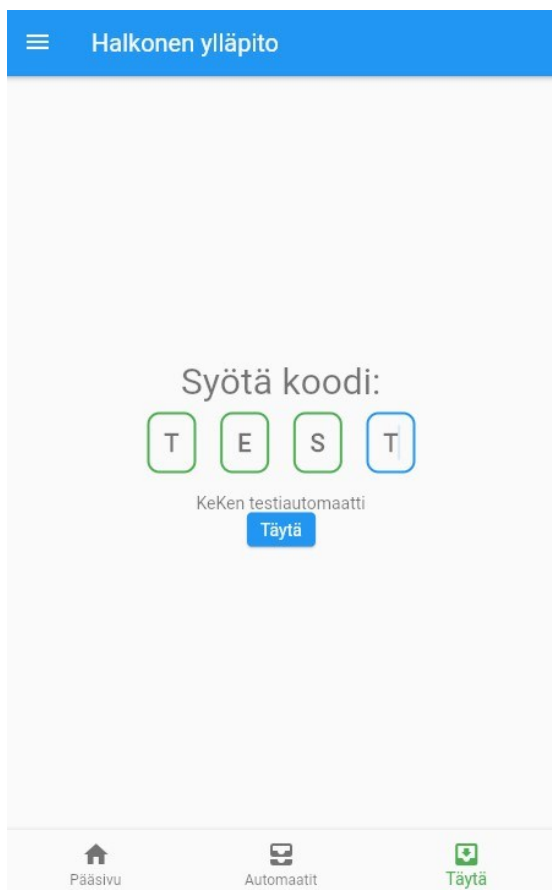 Halkonen ylläpito
Syötä koodi:
T E S T
KeKen testiautomaatti
Täytä
Pääsivu Automaatit Täytä